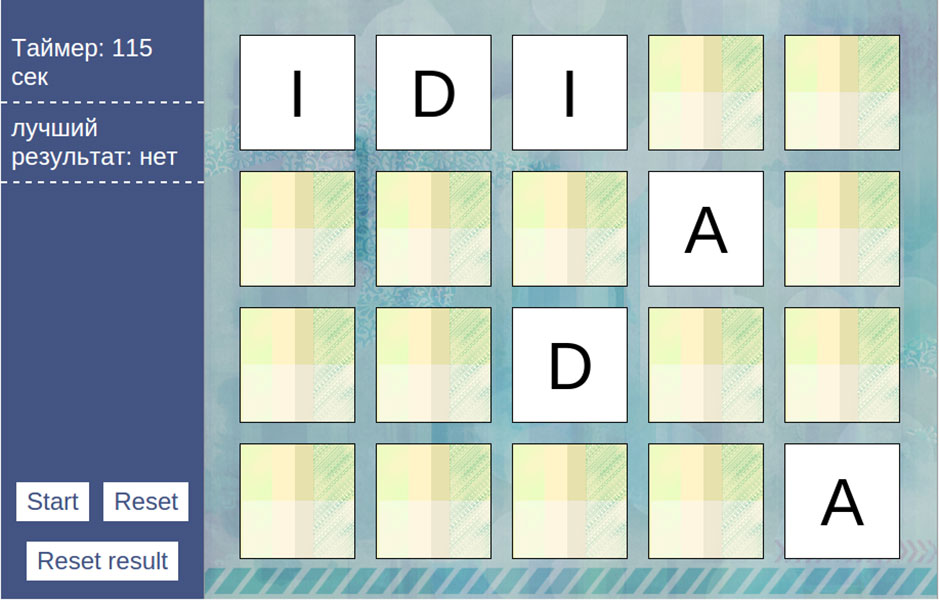 Таймер: 115
сек
лучший
результат: нет
Start Reset
Reset result
I D I
A
D
A